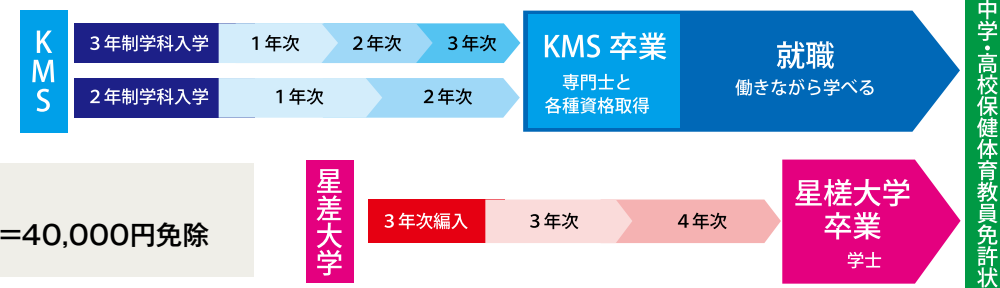 KMS
3年制学科入学
1年次
2年次
3年次
2年制学科入学
1年次
2年次
KMS 卒業
専門士と
各種資格取得
就職
働きながら学べる
中学・高校保健体育教員免許状
=40,000円免除
星差大学
3年次編入
3年次
4年次
星槎大学
卒業
学士